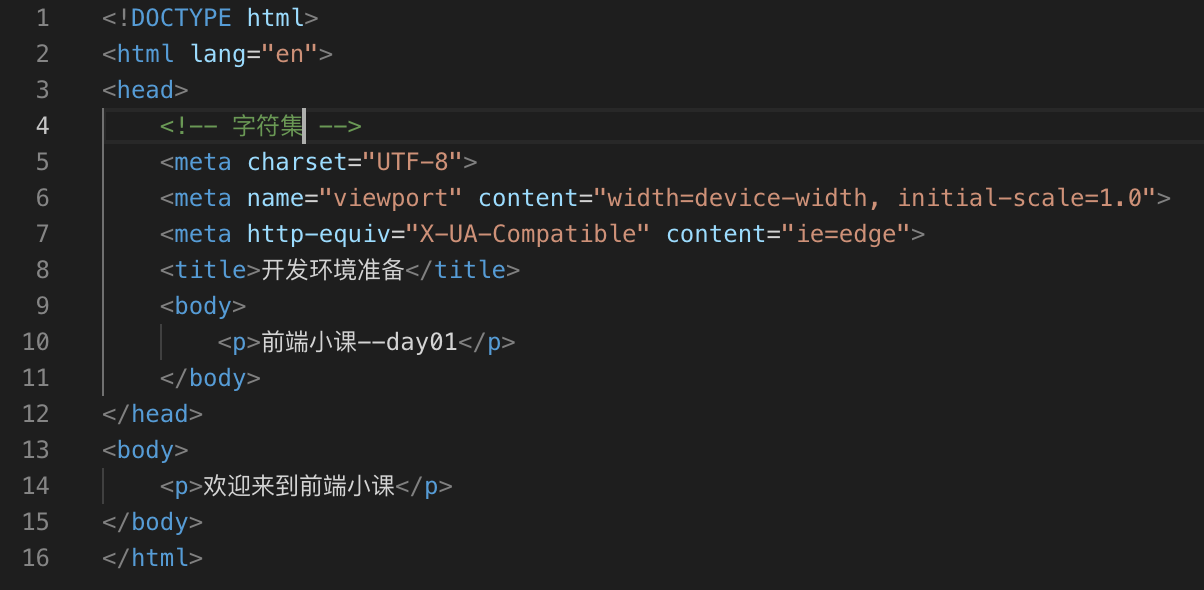 1 <!DOCTYPE html>
2 <html lang="en">
3 <head>
4     <!-- 字符集 -->
5     <meta charset="UTF-8">
6     <meta name="viewport" content="width=device-width, initial-scale=1.0">
7     <meta http-equiv="X-UA-Compatible" content="ie=edge">
8     <title>开发环境准备</title>
9     <body>
10         <p>前端小课--day01</p>
11     </body>
12 </head>
13 <body>
14     <p>欢迎来到前端小课</p>
15 </body>
16 </html>